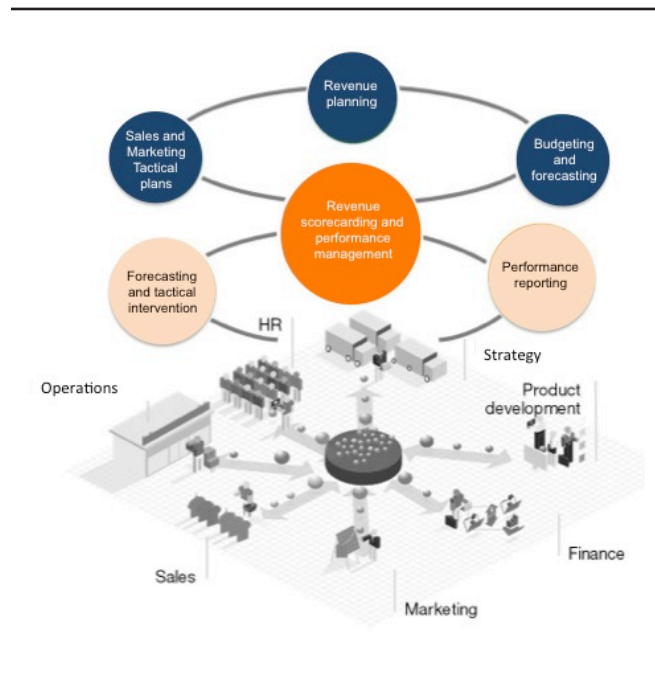 Revenue
planning
Sales and
Marketing
Tactical
plans
Budgeting
and
forecasting
Revenue
scorecarding and
performance
management
Forecasting
and tactical
intervention
Performance
reporting
HR
Strategy
Operations
Product
development
Finance
Sales
Marketing